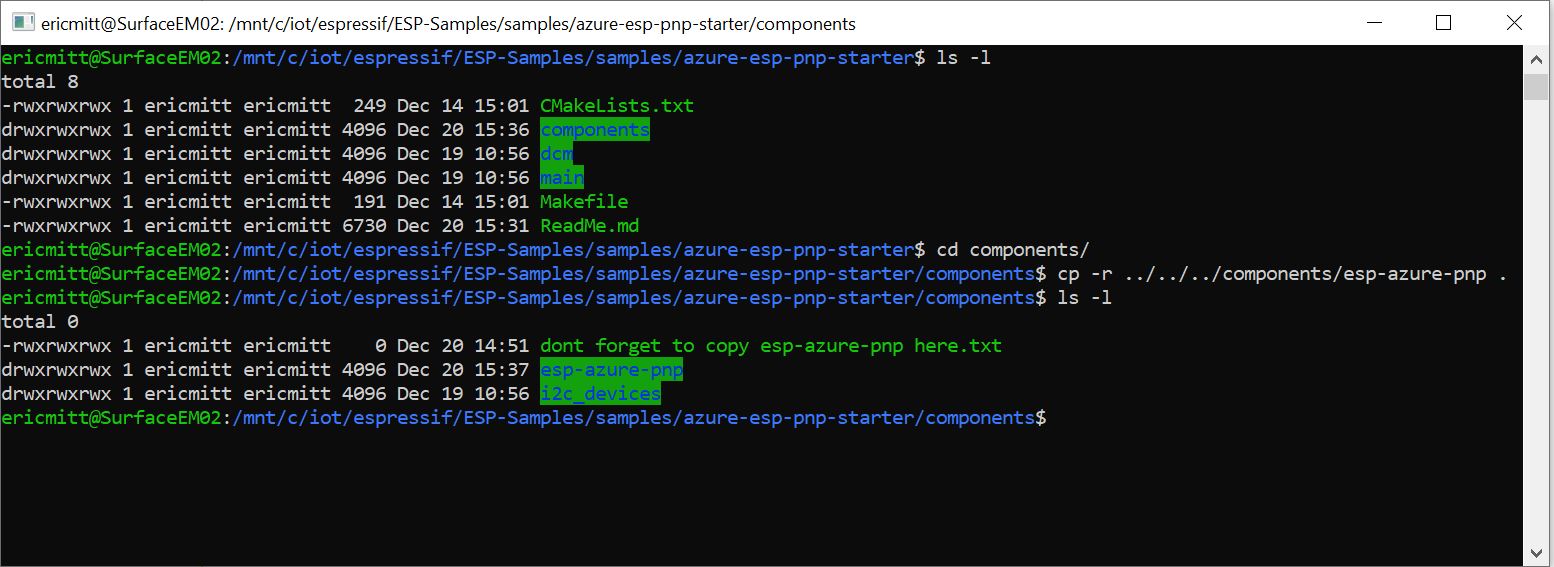 ericmitt@SurfaceEM02: /mnt/c/iot/espressif/ESP-Samples/samples/azure-esp-pnp-starter/components
ericmitt@SurfaceEM02:/mnt/c/iot/espressif/ESP-Samples/samples/azure-esp-pnp-starter$ ls -l
total 8
-rwxrwxrwx 1 ericmitt ericmitt  249 Dec 14 15:01 CMakeLists.txt
drwxrwxrwx 1 ericmitt ericmitt 4096 Dec 20 15:36 components
drwxrwxrwx 1 ericmitt ericmitt 4096 Dec 19 10:56 dcm
drwxrwxrwx 1 ericmitt ericmitt 4096 Dec 19 10:56 main
-rwxrwxrwx 1 ericmitt ericmitt  191 Dec 14 15:01 Makefile
-rwxrwxrwx 1 ericmitt ericmitt 6730 Dec 20 15:31 ReadMe.md
ericmitt@SurfaceEM02:/mnt/c/iot/espressif/ESP-Samples/samples/azure-esp-pnp-starter$ cd components/
ericmitt@SurfaceEM02:/mnt/c/iot/espressif/ESP-Samples/samples/azure-esp-pnp-starter/components$ cp -r ../../../components/esp-azure-pnp .
ericmitt@SurfaceEM02:/mnt/c/iot/espressif/ESP-Samples/samples/azure-esp-pnp-starter/components$ ls -l
total 0
-rwxrwxrwx 1 ericmitt ericmitt    0 Dec 20 14:51 dont forget to copy esp-azure-pnp here.txt
drwxrwxrwx 1 ericmitt ericmitt 4096 Dec 20 15:37 esp-azure-pnp
drwxrwxrwx 1 ericmitt ericmitt 4096 Dec 19 10:56 i2c_devices
ericmitt@SurfaceEM02:/mnt/c/iot/espressif/ESP-Samples/samples/azure-esp-pnp-starter/components$